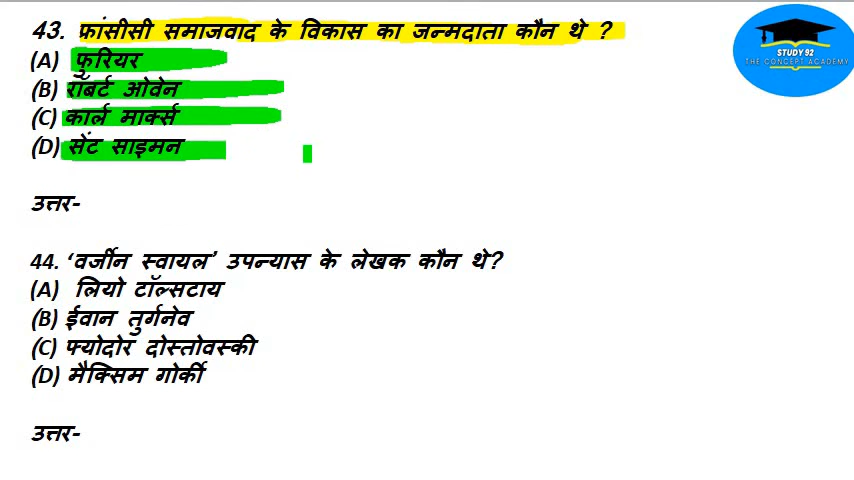 43. फ्रांसीसी समाजवाद के विकास का जन्मदाता कौन थे ?
(A) फुरियर
(B) रॉबर्ट ओवेन
(C) कार्ल मार्क्स
(D) सेंट साइमन
उत्तर-
44. ‘वर्जीन स्वायल’ उपन्यास के लेखक कौन थे?
(A) लियो टॉल्सटाय
(B) ईवान तुर्गनेव
(C) फ्योदोर दोस्तोवस्की
(D) मैक्सिम गोर्की
उत्तर-
STUDY 92
THE CONCEPT ACADEMY